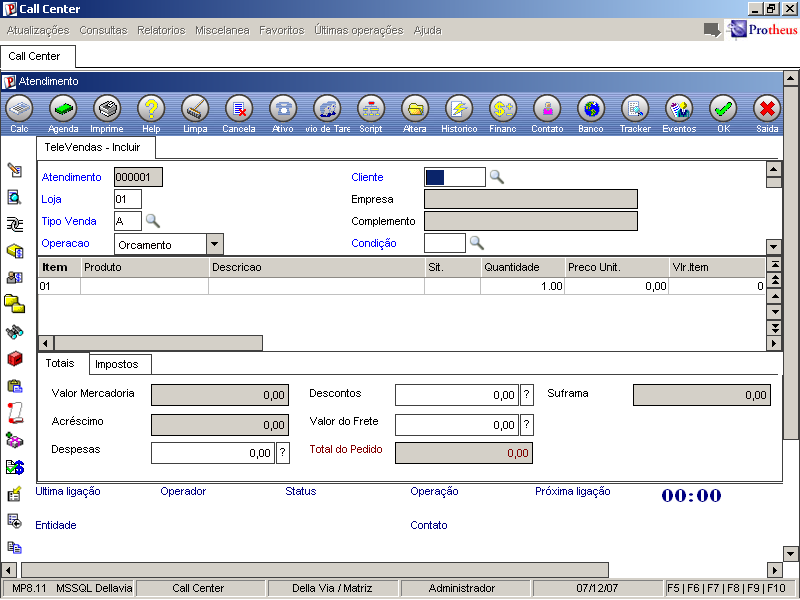 Call Center
Atualizações Consultas Relatorios Miscelanea Favoritos Últimas operações Ajuda
Protheus
Call Center
Atendimento
Calc Agenda Imprime Help Limpa Cancela Ativo vio de Tare Script Altera Historico Financ Contato Banco Tracker Eventos OK Saida
TeleVendas - Incluir
Atendimento 000001 Cliente
Loja 01 Empresa
Tipo Venda A Complemento
Operacao Orcamento Condição
Item Produto Descricao Sit. Quantidade Preco Unit. Vlr.Item
01 1.00 0,00 0
Totais Impostos
Valor Mercadoria 0,00 Descontos 0,00 ? Suframa 0,00
Acréscimo 0,00 Valor do Frete 0,00 ?
Despesas 0,00 ? Total do Pedido 0,00
Ultima ligação Operador Status Operação Próxima ligação 00:00
Entidade Contato
MP8.11 MSSQL Dellavia Call Center Della Via / Matriz Administrador 07/12/07 F5 | F6 | F7 | F8 | F9 | F10